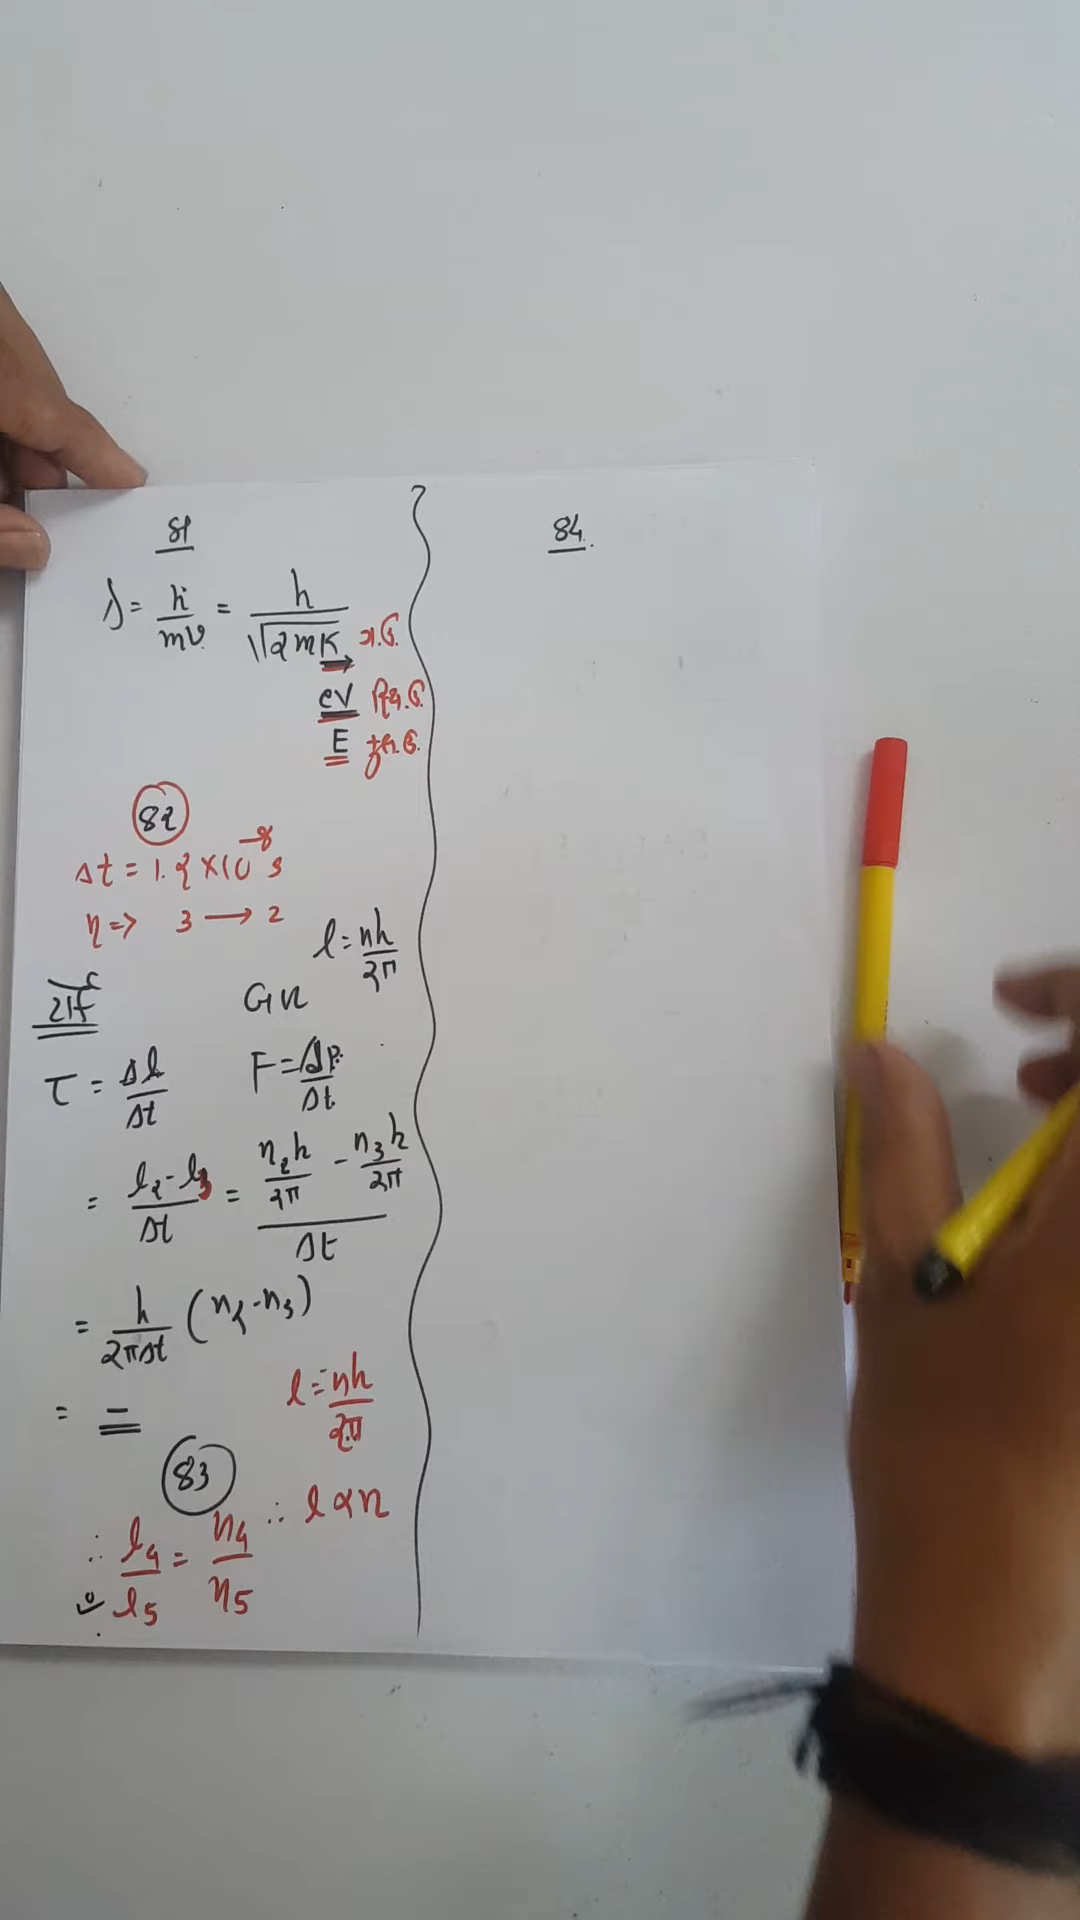 81
λ = h/mv = h/√2mK
eV
E
82
Δt = 1.2 × 10⁻⁸ s
n => 3 → 2
l = nh/2π
Gn
τ = Δl/Δt F = Δp/Δt
= (l₂ - l₃)/Δt = (n₂h/2π - n₃h/2π)/Δt
= h/2πΔt (n₂ - n₃)
= =
l = nh/2π
83
∴ l ∝ n
∴ l₄/l₅ = n₄/n₅
84.